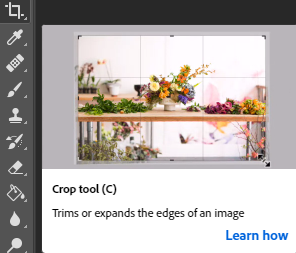 Crop tool (C)
Trims or expands the edges of an image
Learn how